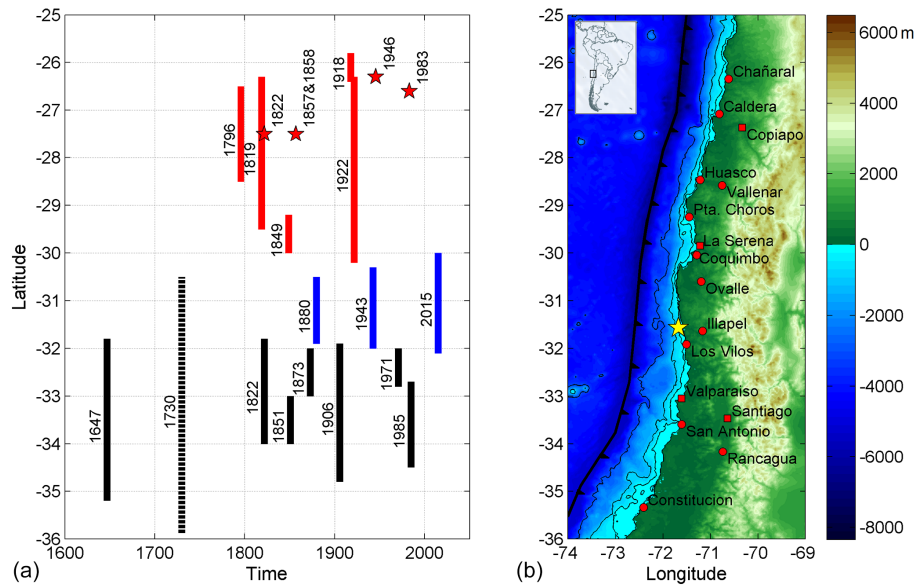 -25
-26
-27
-28
-29
-30
-31
-32
-33
-34
-35
-36
Latitude
1600
1700
1800
1900
2000
Time
(a)
1647
1730
1796
1819
1822
1857&1858
1849
1918
1922
1946
1983
1880
1943
2015
1822
1851
1873
1906
1971
1985
-25
-26
-27
-28
-29
-30
-31
-32
-33
-34
-35
-36
-74
-73
-72
-71
-70
-69
Longitude
(b)
Chañaral
Caldera
Copiapo
Huasco
Vallenar
Pta. Choros
La Serena
Coquimbo
Ovalle
Illapel
Los Vilos
Valparaiso
Santiago
San Antonio
Rancagua
Constitucion
6000 m
4000
2000
0
-2000
-4000
-6000
-8000